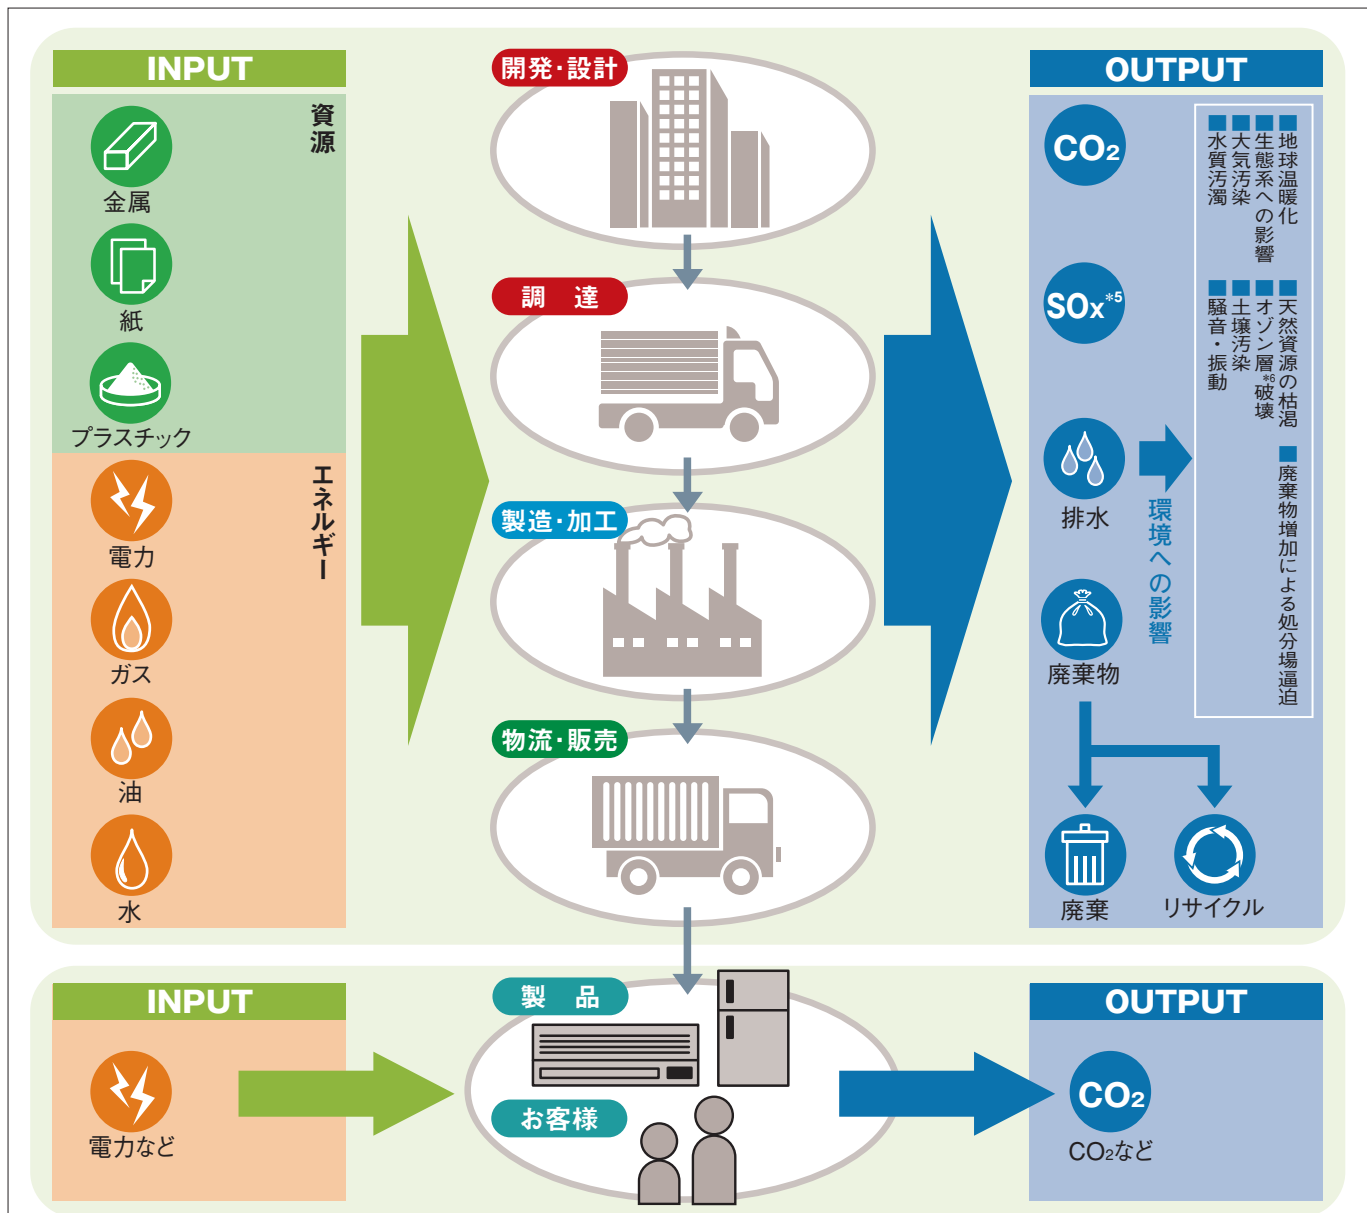 INPUT
資源
金属
紙
プラスチック
エネルギー
電力
ガス
油
水
開発・設計
調 達
製造・加工
物流・販売
OUTPUT
CO2
SOx*5
排水
廃棄物
廃棄
リサイクル
環境への影響
■地球温暖化
■生態系への影響
■大気汚染
■水質汚濁
■天然資源の枯渇
■オゾン層*6破壊
■土壌汚染
■騒音・振動
■廃棄物増加による処分場逼迫
INPUT
電力など
製 品
お客様
OUTPUT
CO2
CO2など